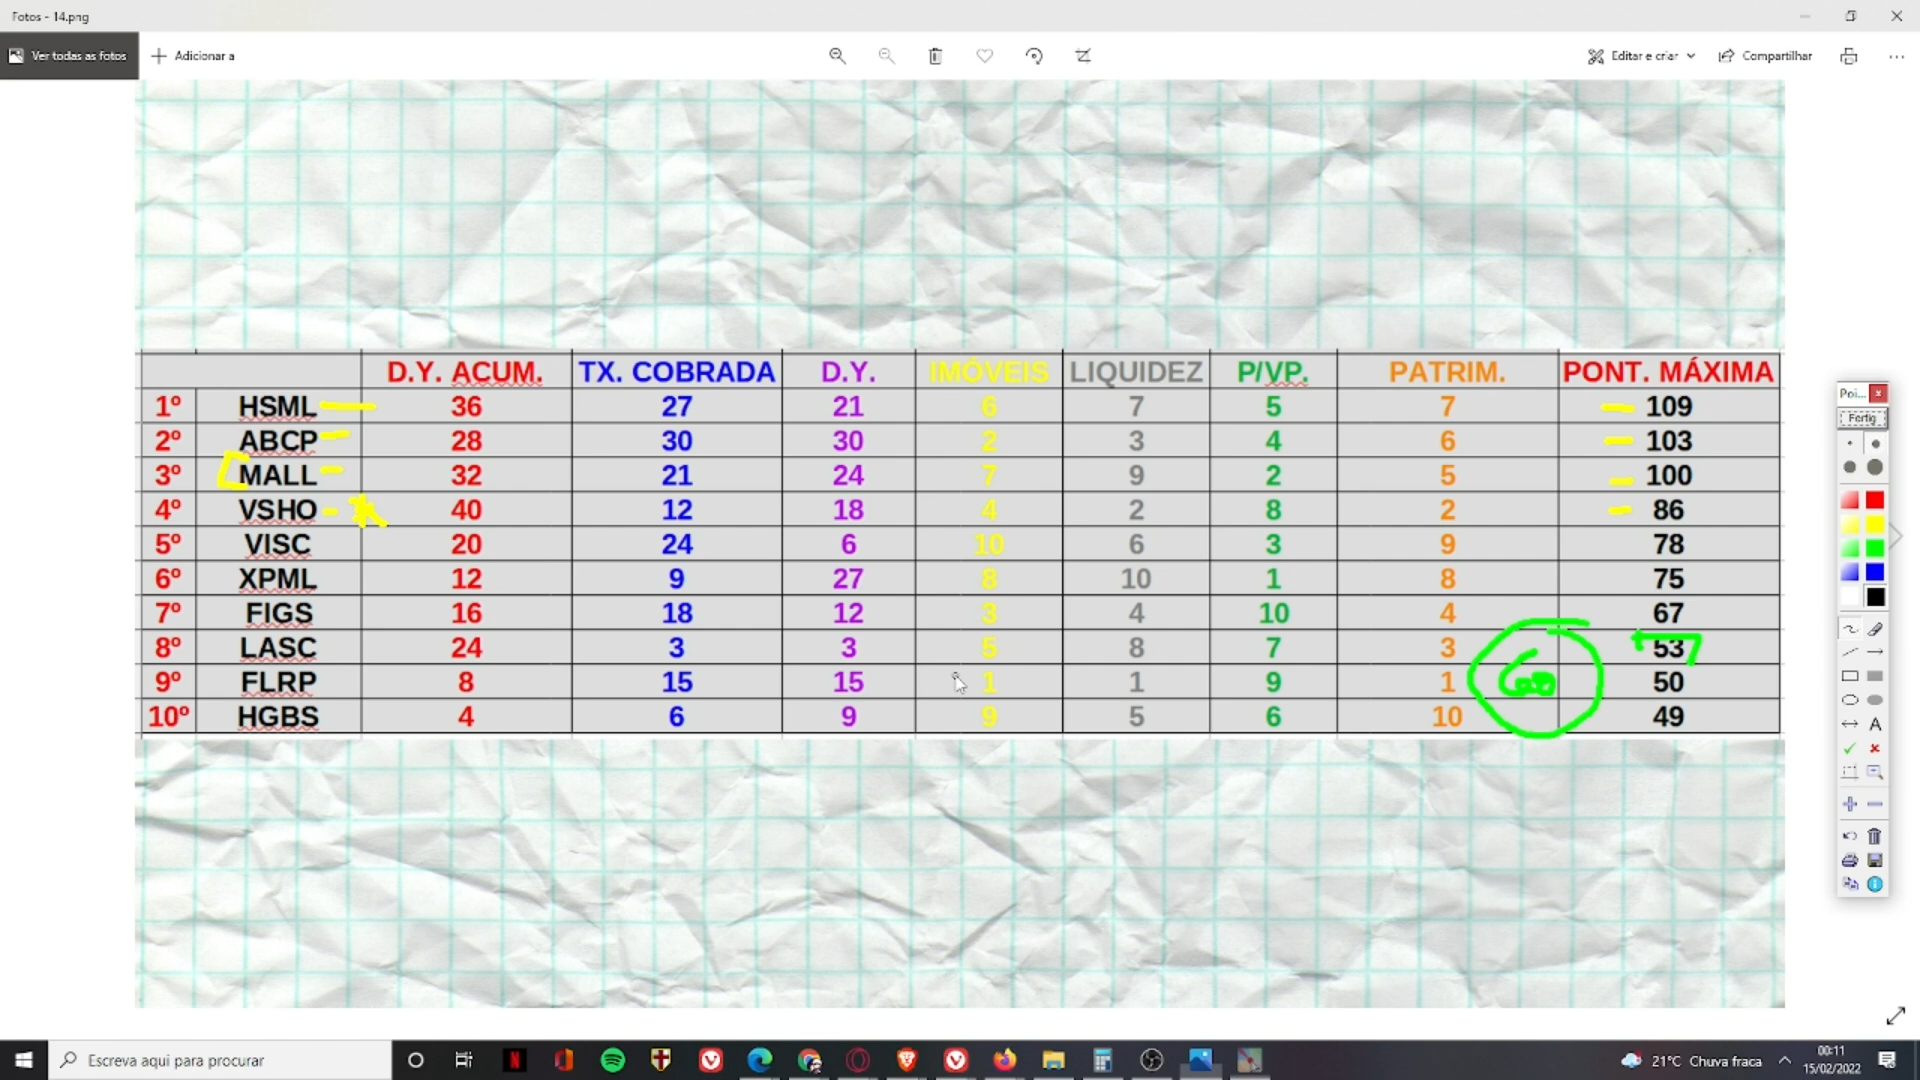 Fotos - 14.png
Ver todas as fotos
Adicionar a
Editar e criar
Compartilhar
D.Y. ACUM. TX. COBRADA D.Y. IMÓVEIS LIQUIDEZ P/VP. PATRIM. PONT. MÁXIMA
1º HSML 36 27 21 6 7 5 7 109
2º ABCP 28 30 30 2 3 4 6 103
3º MALL 32 21 24 7 9 2 5 100
4º VSHO 40 12 18 4 2 8 2 86
5º VISC 20 24 6 10 6 3 9 78
6º XPML 12 9 27 8 10 1 8 75
7º FIGS 16 18 12 3 4 10 4 67
8º LASC 24 3 3 5 8 7 3 53
9º FLRP 8 15 15 1 1 9 1 50
10º HGBS 4 6 9 9 5 6 10 49
Poi...
Fertig
A
Escreva aqui para procurar
21°C Chuva fraca
00:11
15/02/2022